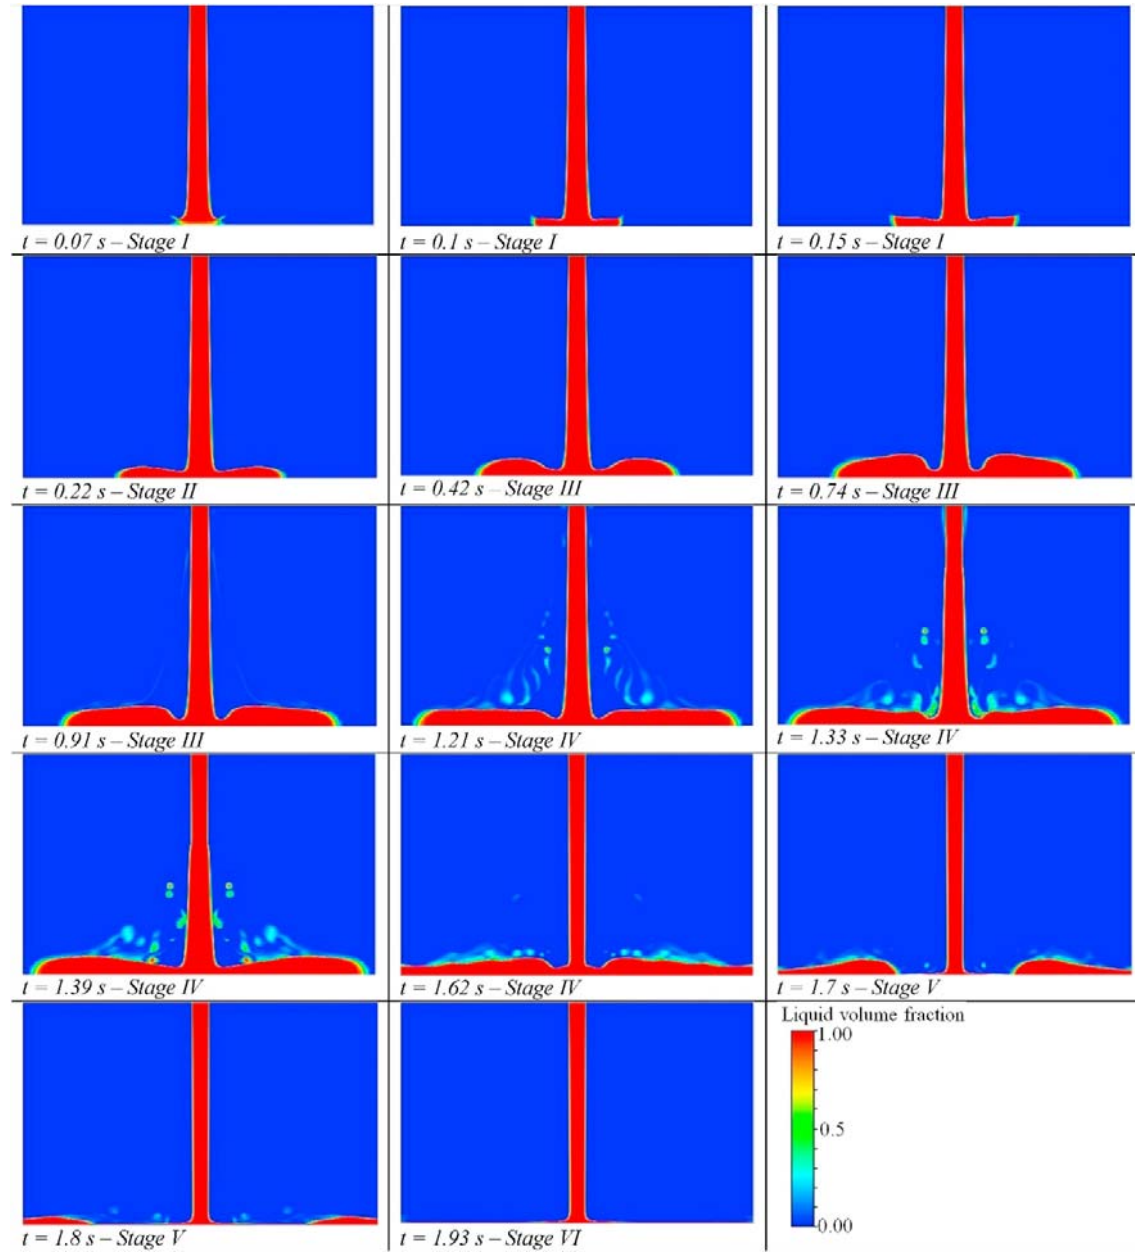 t = 0.07 s – Stage I
t = 0.1 s – Stage I
t = 0.15 s – Stage I
t = 0.22 s – Stage II
t = 0.42 s – Stage III
t = 0.74 s – Stage III
t = 0.91 s – Stage III
t = 1.21 s – Stage IV
t = 1.33 s – Stage IV
t = 1.39 s – Stage IV
t = 1.62 s – Stage IV
t = 1.7 s – Stage V
t = 1.8 s – Stage V
t = 1.93 s – Stage VI
Liquid volume fraction
1.00
0.5
0.00